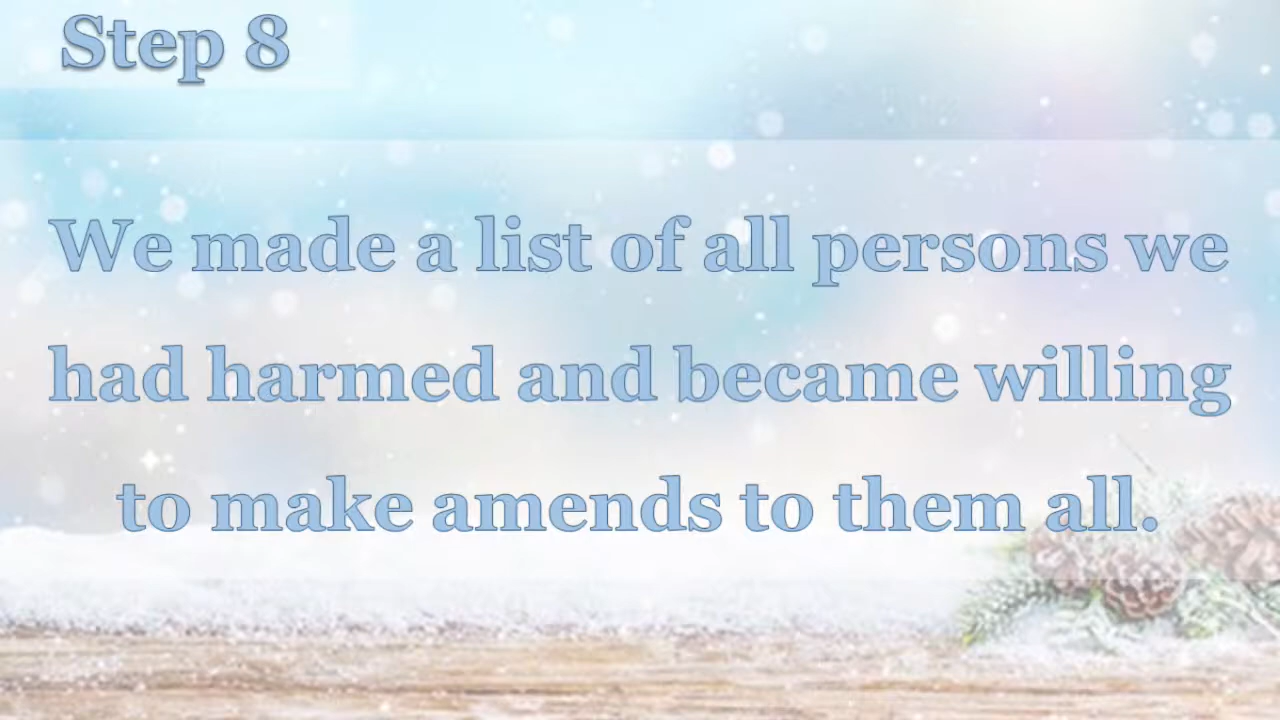 Step 8
We made a list of all persons we
had harmed and became willing
to make amends to them all.